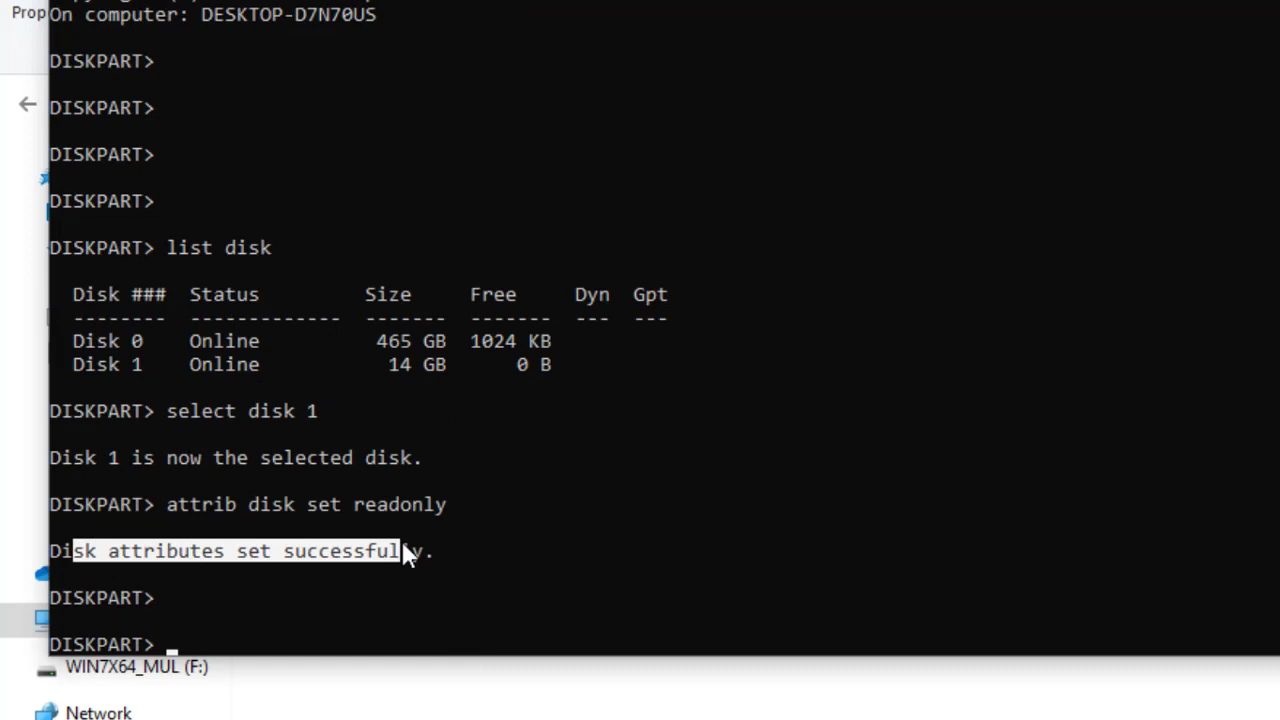 Prop
On computer: DESKTOP-D7N70US
DISKPART>
DISKPART>
DISKPART>
DISKPART>
DISKPART> list disk
Disk ### Status Size Free Dyn Gpt
-------- ------------- ------- ------- --- ---
Disk 0 Online 465 GB 1024 KB
Disk 1 Online 14 GB 0 B
DISKPART> select disk 1
Disk 1 is now the selected disk.
DISKPART> attrib disk set readonly
Disk attributes set successfully.
DISKPART>
DISKPART>
WIN7X64_MUL (F:)
Network